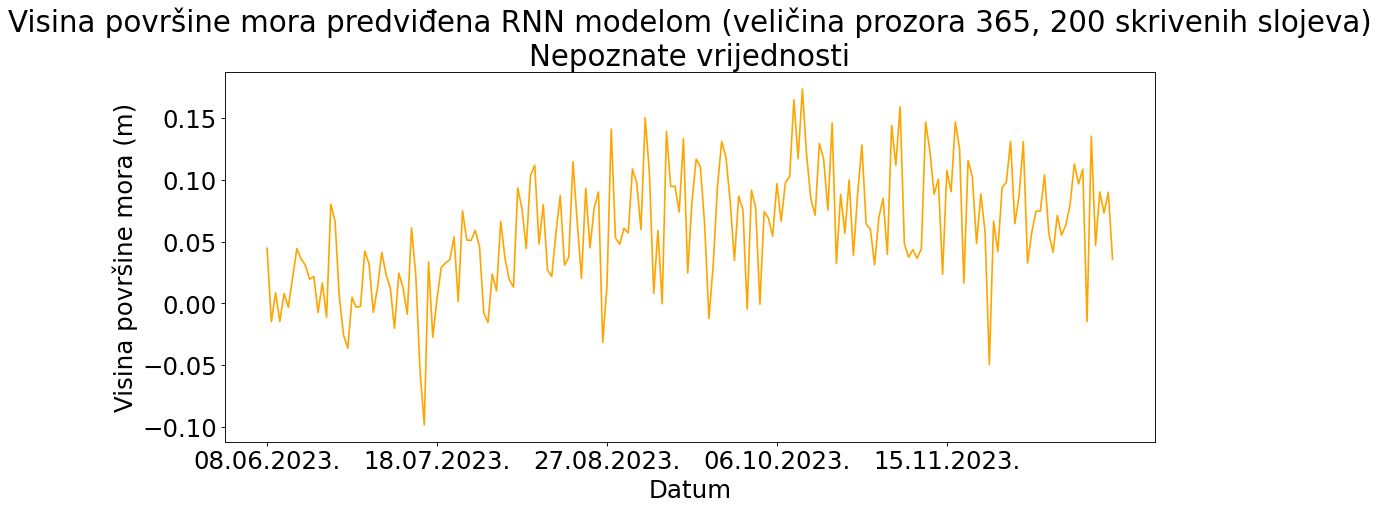 Visina površine mora predviđena RNN modelom (veličina prozora 365, 200 skrivenih slojeva)
Nepoznate vrijednosti
Visina površine mora (m)
0.15
0.10
0.05
0.00
−0.05
−0.10
08.06.2023. 18.07.2023. 27.08.2023. 06.10.2023. 15.11.2023.
Datum